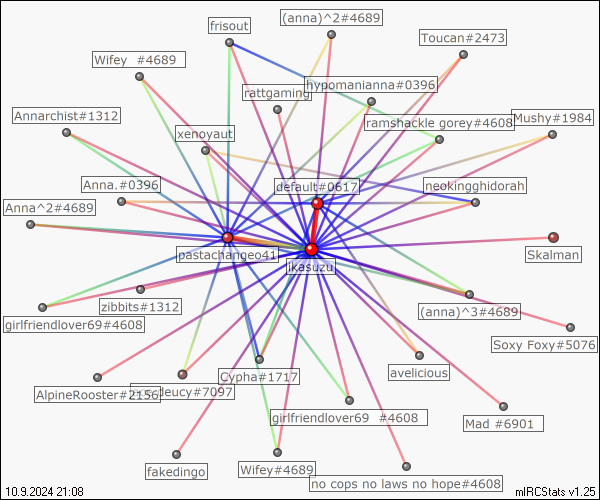 frisout
(anna)^2#4689
Toucan#2473
Wifey  #4689
rattgaming
hypomanianna#0396
Annarchist#1312
xenoyaut
ramshackle gorey#4608
Mushy#1984
Anna.#0396
default#0617
neokingghidorah
Anna^2#4689
pastachangeo41
ikasuzu
Skalman
zibbits#1312
(anna)^3#4689
girlfriendlover69#4608
Soxy Foxy#5076
Cypha#1717
avelicious
AlpineRooster#2156
deucy#7097
girlfriendlover69  #4608
Mad #6901
fakedingo
Wifey#4689
no cops no laws no hope#4608
10.9.2024 21:08
mIRCStats v1.25